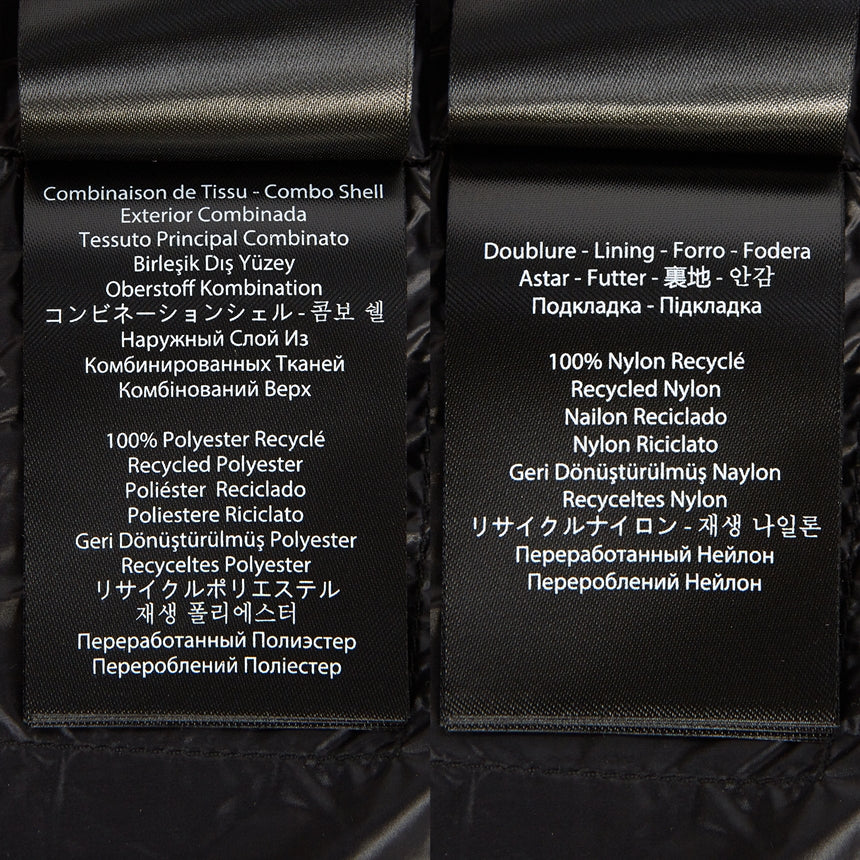 Combinaison de Tissu - Combo Shell
Exterior Combinada
Tessuto Principal Combinato
Birleşik Dış Yüzey
Oberstoff Kombination
コンビネーションシェル - 콤보 쉘
Наружный Слой Из
Комбинированных Тканей
Комбінований Верх
100% Polyester Recyclé
Recycled Polyester
Poliéster Reciclado
Poliestere Riciclato
Geri Dönüştürülmüş Polyester
Recyceltes Polyester
リサイクルポリエステル
재생 폴리에스터
Переработанный Полиэстер
Перероблений Поліестер
Doublure - Lining - Forro - Fodera
Astar - Futter - 裏地 - 안감
Подкладка - Підкладка
100% Nylon Recyclé
Recycled Nylon
Nailon Reciclado
Nylon Riciclato
Geri Dönüştürülmüş Naylon
Recyceltes Nylon
リサイクルナイロン - 재생 나일론
Переработанный Нейлон
Перероблений Нейлон